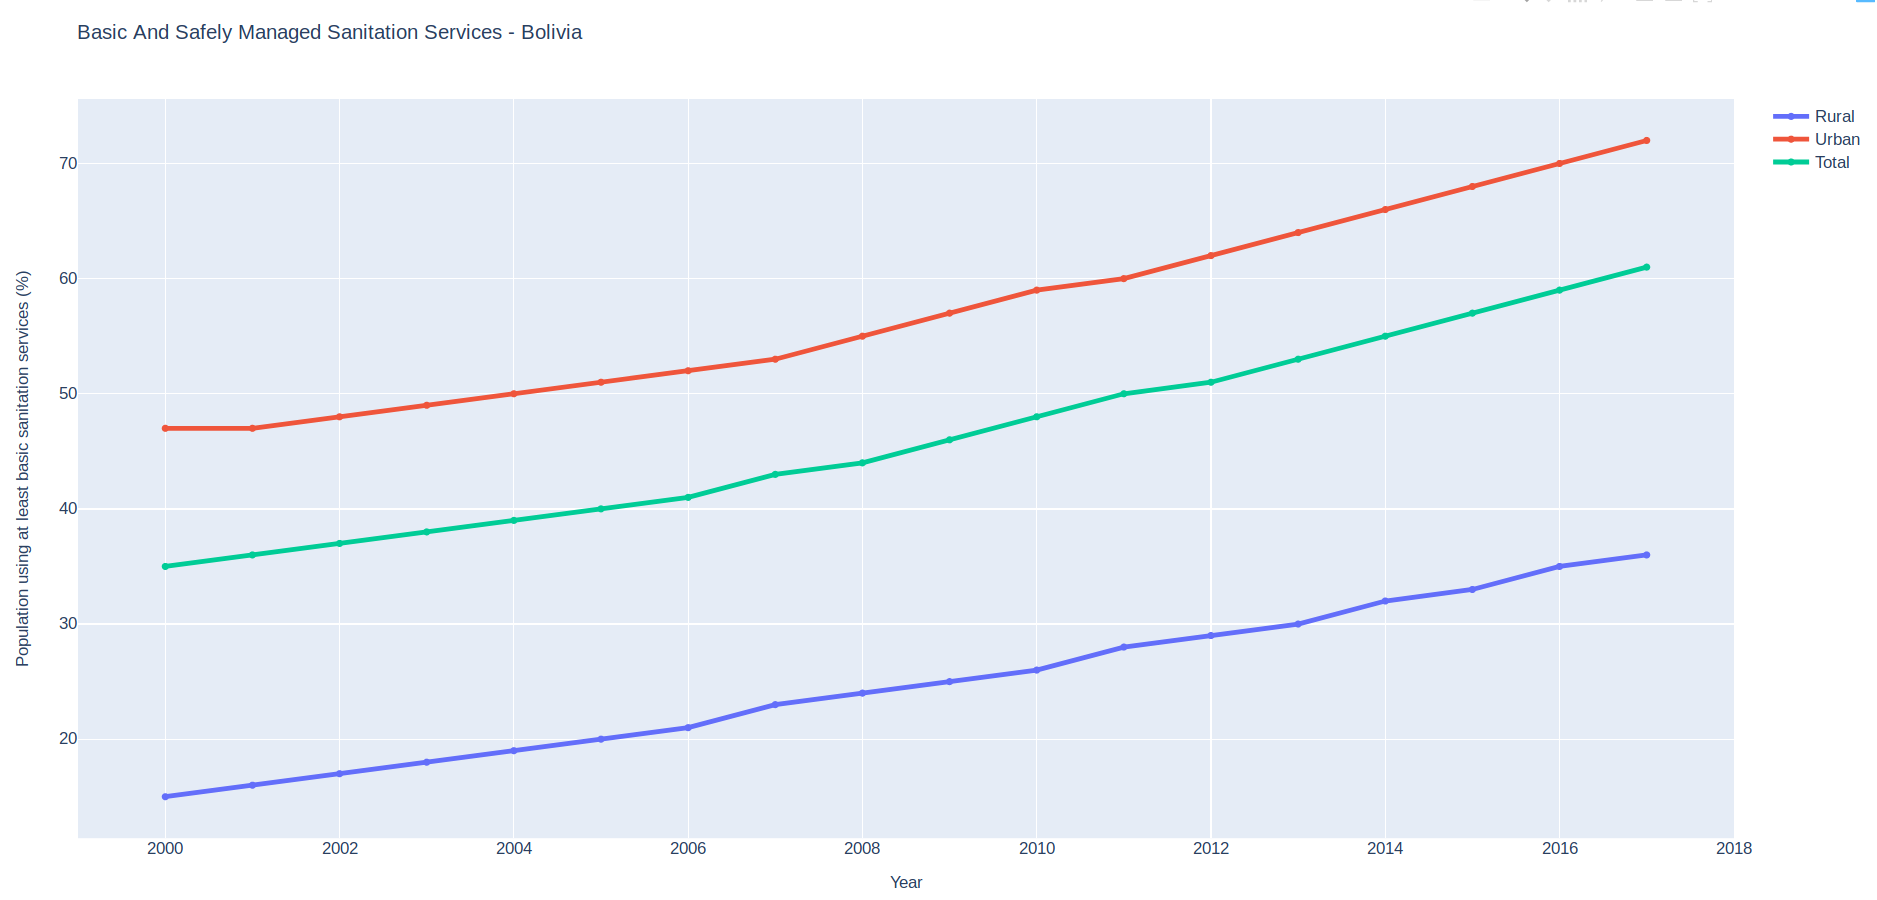 Basic And Safely Managed Sanitation Services - Bolivia
Rural
Urban
Total
Population using at least basic sanitation services (%)
70
60
50
40
30
20
2000 2002 2004 2006 2008 2010 2012 2014 2016 2018
Year